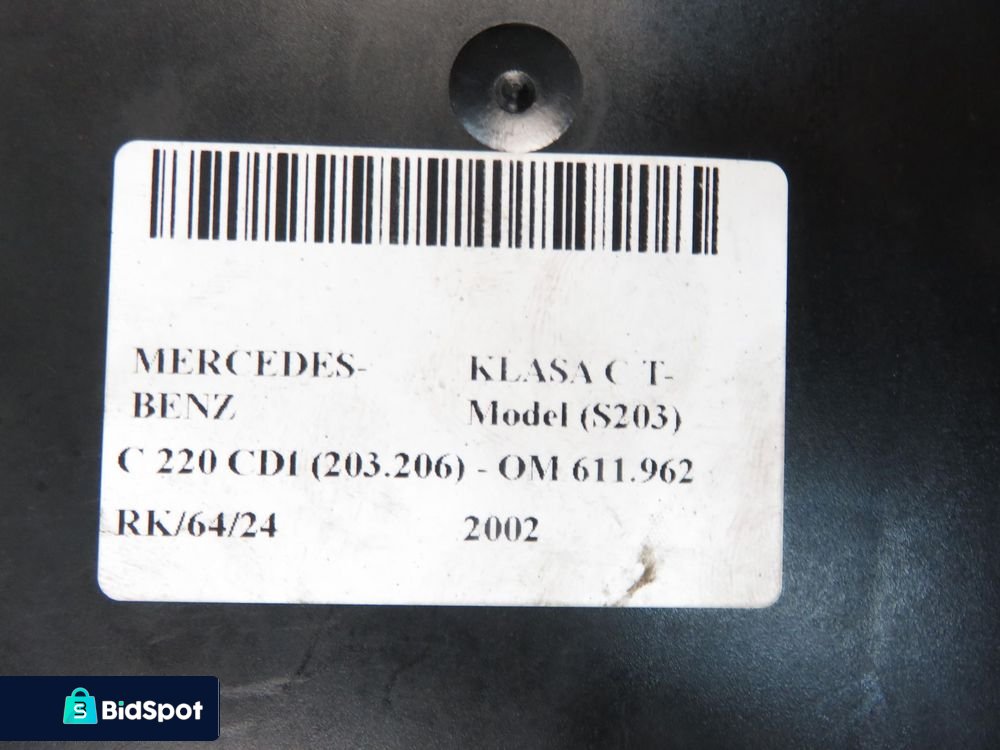 MERCEDES-
BENZ
KLASA C T-
Model (S203)
C 220 CDI (203.206) - OM 611.962
RK/64/24
2002
BidSpot